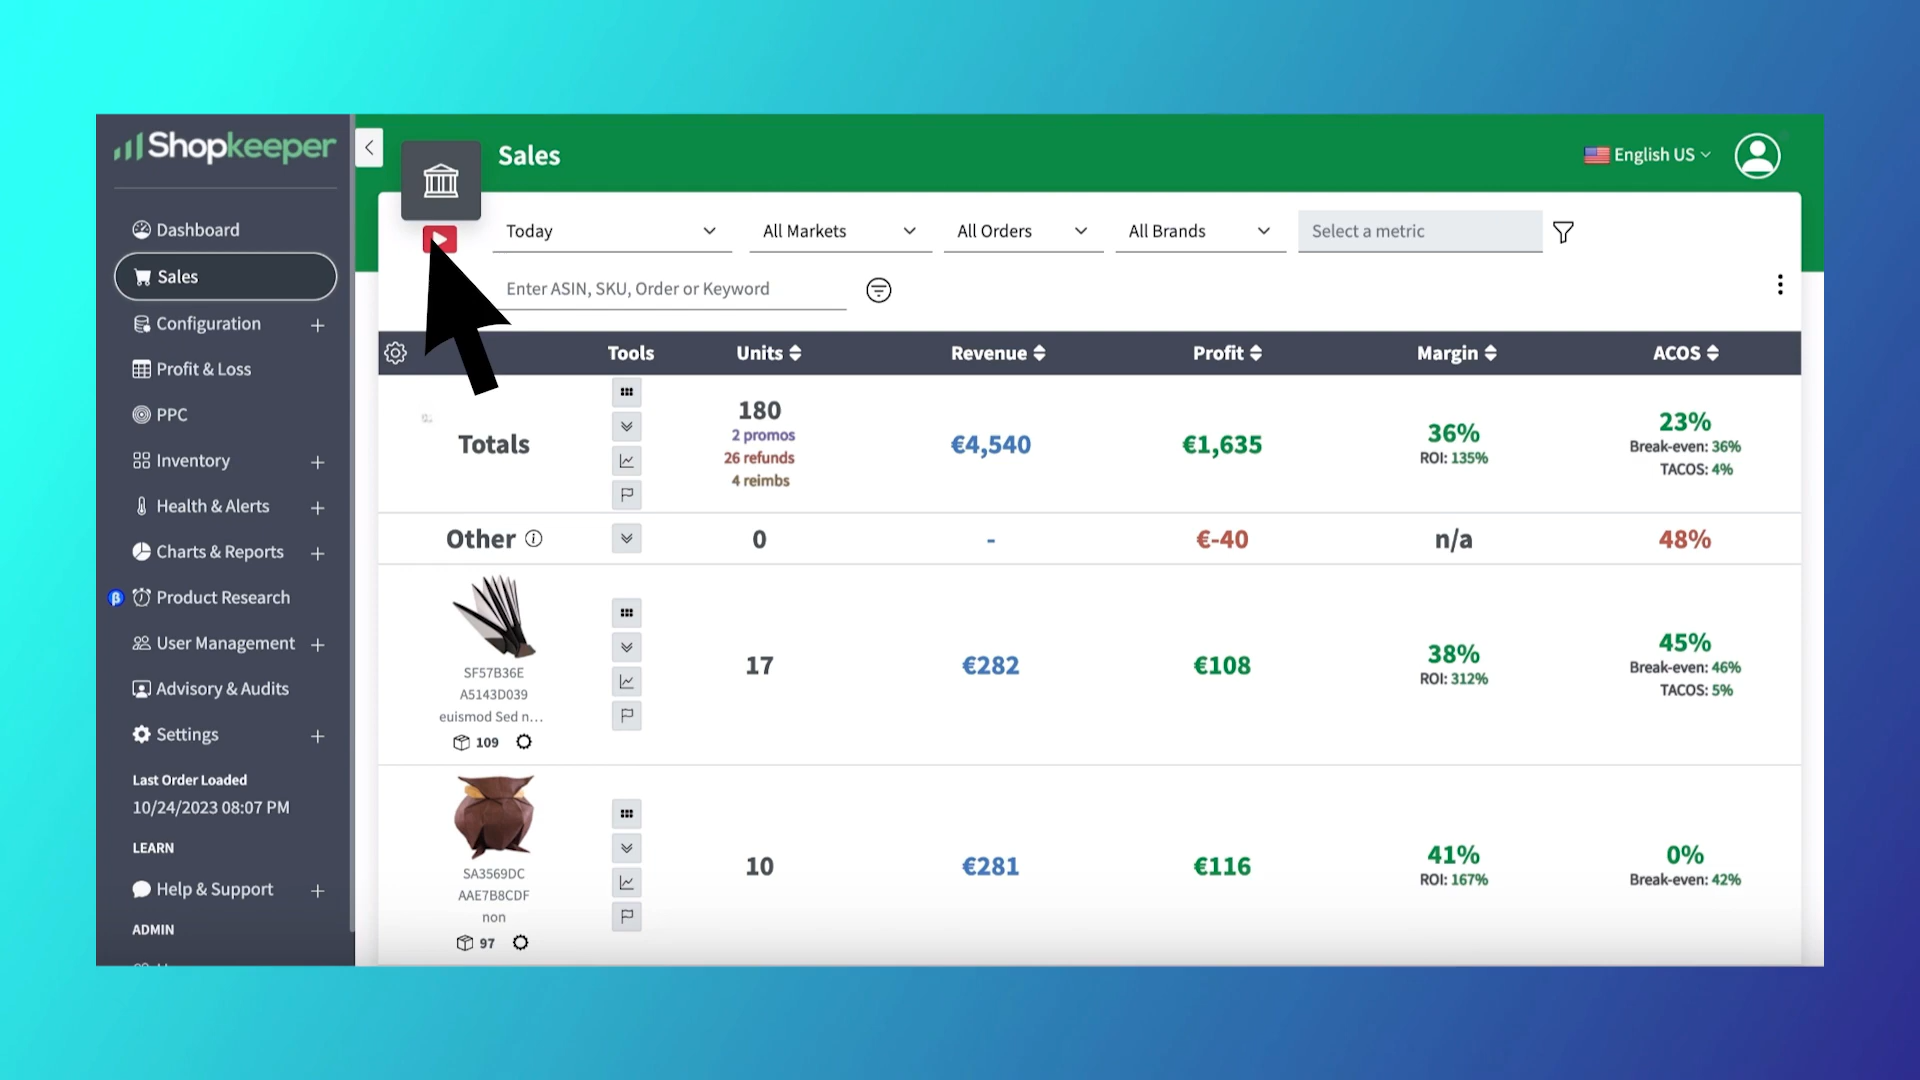 Shopkeeper
Sales
English US
Dashboard
Sales
Configuration
Profit & Loss
PPC
Inventory
Health & Alerts
Charts & Reports
β Product Research
User Management
Advisory & Audits
Settings
Last Order Loaded
10/24/2023 08:07 PM
LEARN
Help & Support
ADMIN
Today
All Markets
All Orders
All Brands
Select a metric
Enter ASIN, SKU, Order or Keyword
Tools Units Revenue Profit Margin ACOS
Totals
180
2 promos
26 refunds
4 reimbs
€4,540
€1,635
36%
ROI: 135%
23%
Break-even: 36%
TACOS: 4%
Other
0
-
€-40
n/a
48%
SF57B36E
A5143D039
euismod Sed n...
109
17
€282
€108
38%
ROI: 312%
45%
Break-even: 46%
TACOS: 5%
SA3569DC
AAE7B8CDF
non
97
10
€281
€116
41%
ROI: 167%
0%
Break-even: 42%